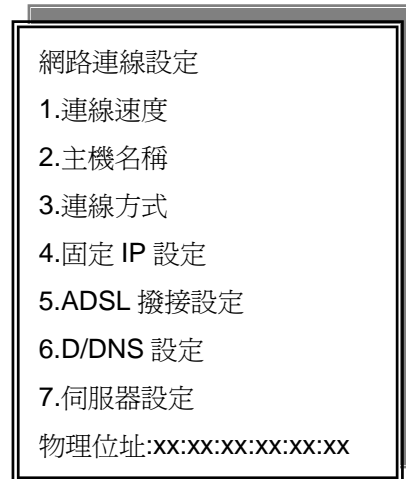 網路連線設定
1.連線速度
2.主機名稱
3.連線方式
4.固定 IP 設定
5.ADSL 撥接設定
6.D/DNS 設定
7.伺服器設定
物理位址:xx:xx:xx:xx:xx:xx